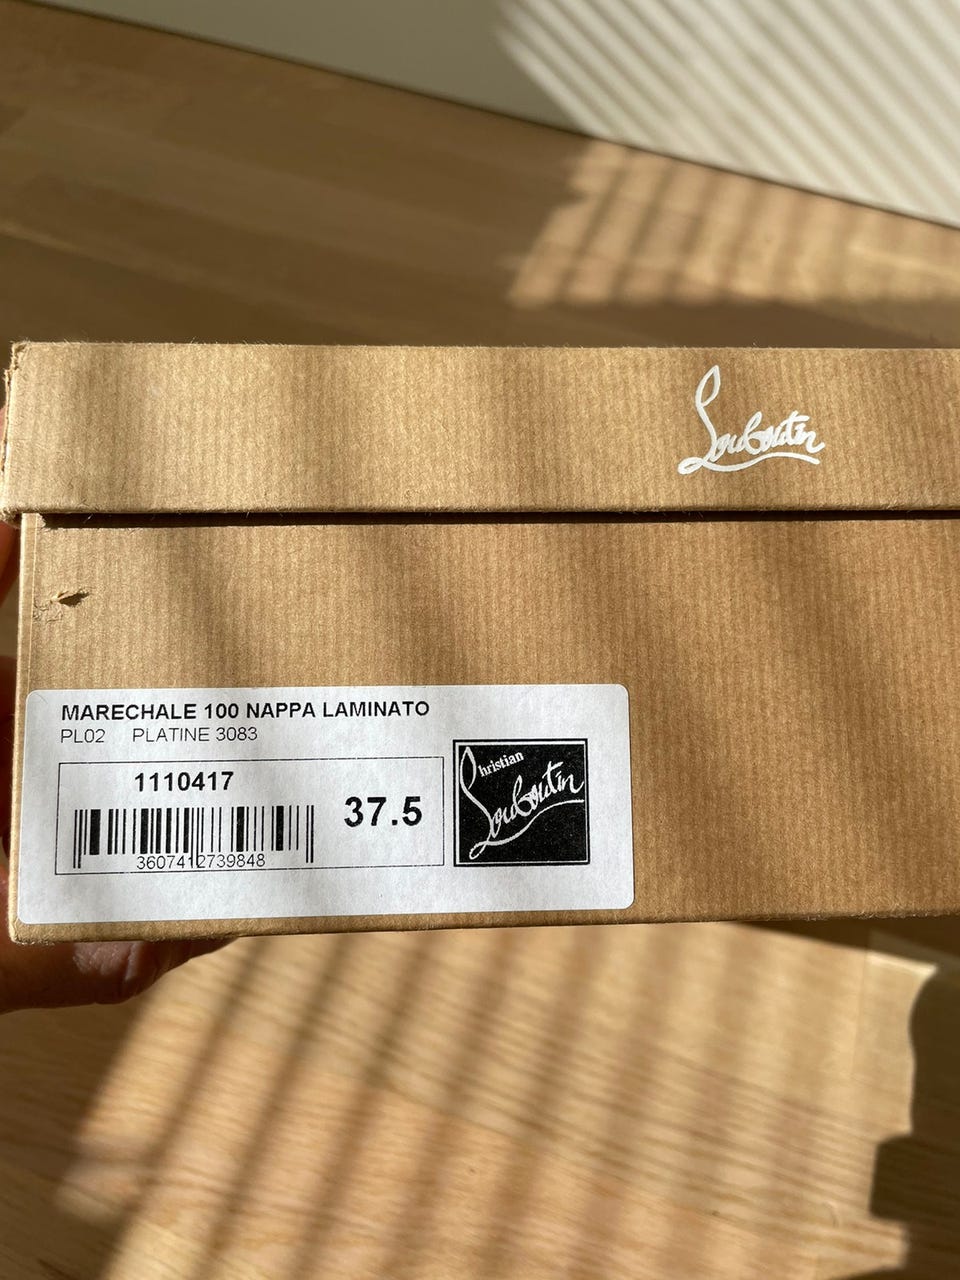 Louboutin
MARECHALE 100 NAPPA LAMINATO
PL02 PLATINE 3083
1110417
37.5
3607412739848
Christian
Louboutin